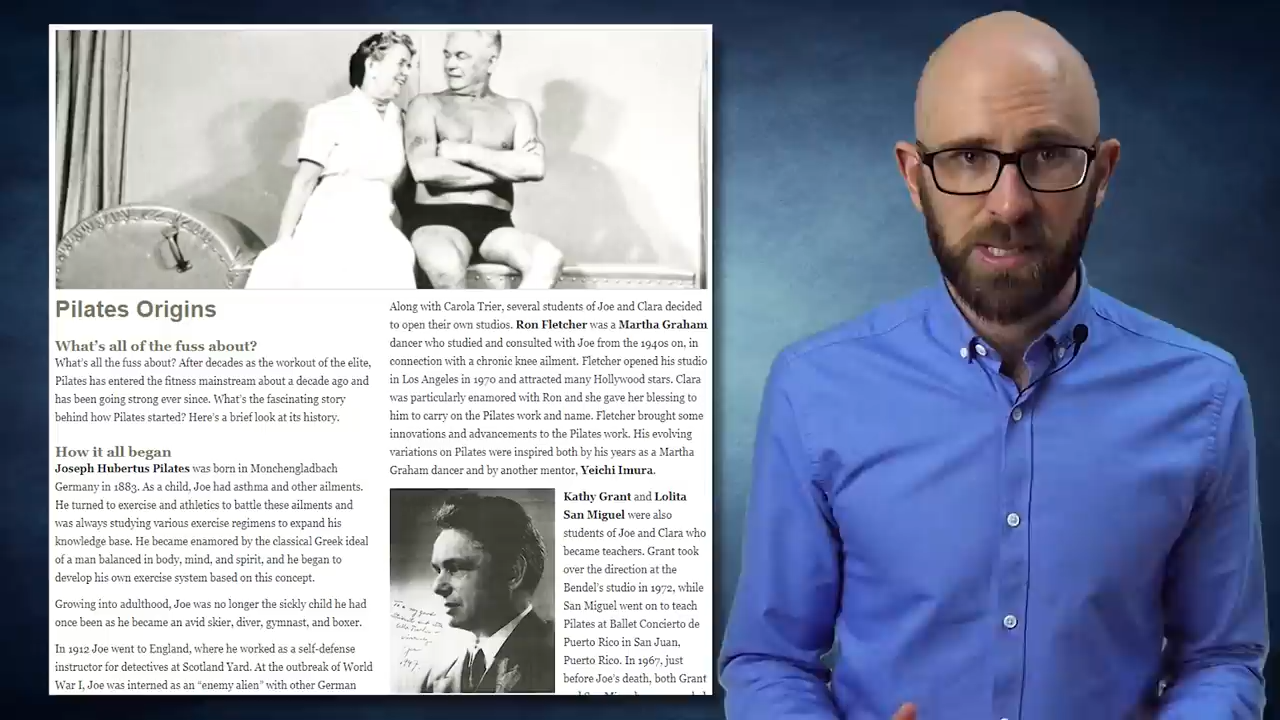 Pilates Origins
What's all of the fuss about?
What's all the fuss about? After decades as the workout of the elite,
Pilates has entered the fitness mainstream about a decade ago and
has been going strong ever since. What's the fascinating story
behind how Pilates started? Here's a brief look at its history.
How it all began
Joseph Hubertus Pilates was born in Monchengladbach
Germany in 1883. As a child, Joe had asthma and other ailments.
He turned to exercise and athletics to battle these ailments and
was always studying various exercise regimens to expand his
knowledge base. He became enamored by the classical Greek ideal
of a man balanced in body, mind, and spirit, and he began to
develop his own exercise system based on this concept.
Growing into adulthood, Joe was no longer the sickly child he had
once been as he became an avid skier, diver, gymnast, and boxer.
In 1912 Joe went to England, where he worked as a self-defense
instructor for detectives at Scotland Yard. At the outbreak of World
War I, Joe was interned as an "enemy alien" with other German
Along with Carola Trier, several students of Joe and Clara decided
to open their own studios. Ron Fletcher was a Martha Graham
dancer who studied and consulted with Joe from the 1940s on, in
connection with a chronic knee ailment. Fletcher opened his studio
in Los Angeles in 1970 and attracted many Hollywood stars. Clara
was particularly enamored with Ron and she gave her blessing to
him to carry on the Pilates work and name. Fletcher brought some
innovations and advancements to the Pilates work. His evolving
variations on Pilates were inspired both by his years as a Martha
Graham dancer and by another mentor, Yeichi Imura.
Kathy Grant and Lolita
San Miguel were also
students of Joe and Clara who
became teachers. Grant took
over the direction at the
Bendel's studio in 1972, while
San Miguel went on to teach
Pilates at Ballet Concierto de
Puerto Rico in San Juan,
Puerto Rico. In 1967, just
before Joe's death, both Grant